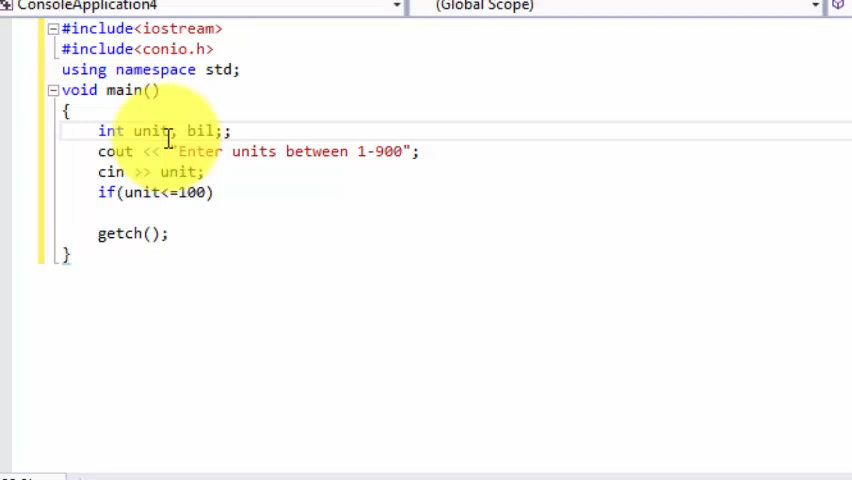 ConsoleApplication4
(Global Scope)
#include<iostream>
#include<conio.h>
using namespace std;
void main()
{
int unit, bil;;
cout << "Enter units between 1-900";
cin >> unit;
if(unit<=100)
getch();
}